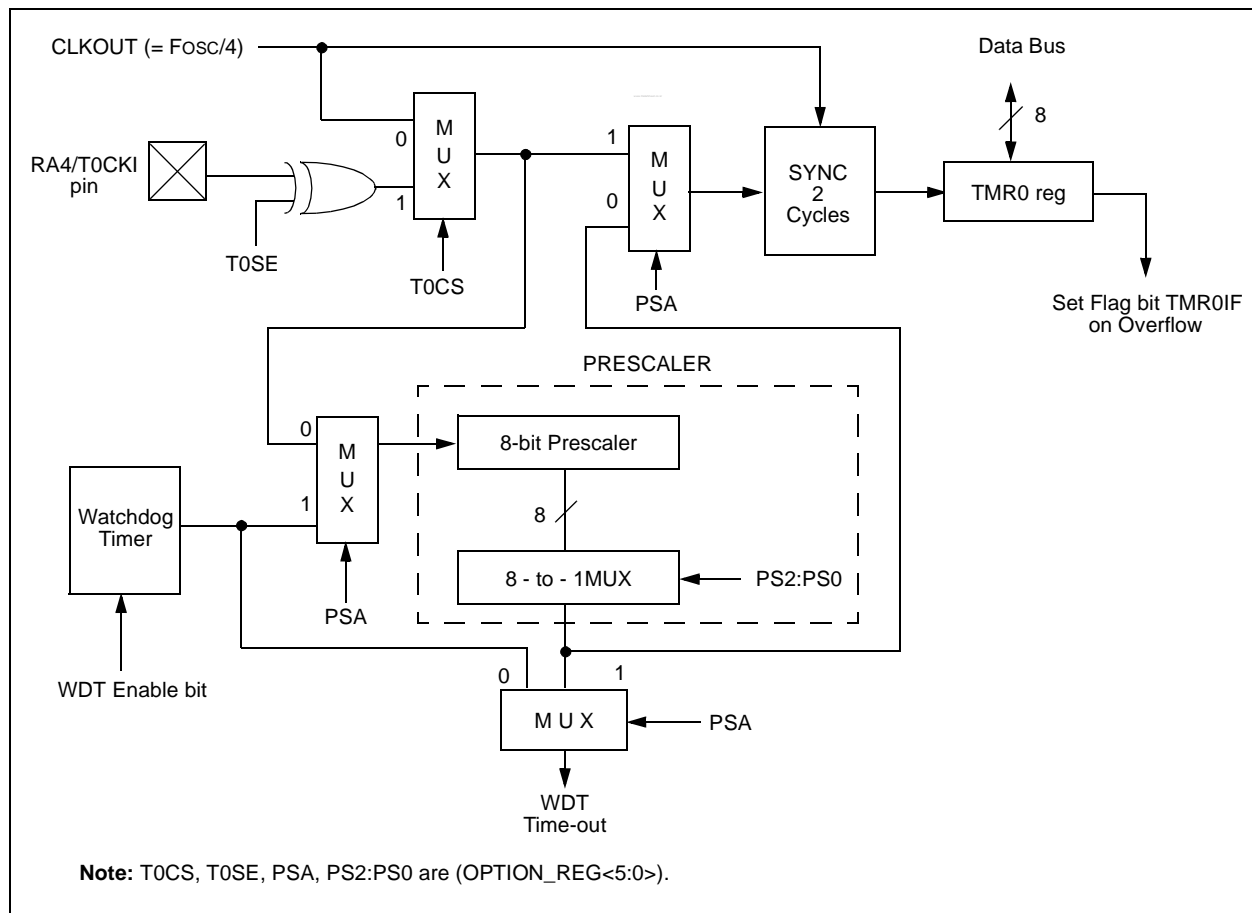 CLKOUT (= FOSC/4)
Data Bus
8
RA4/T0CKI
pin
T0SE
0
1
M
U
X
T0CS
1
0
M
U
X
PSA
SYNC
2
Cycles
TMR0 reg
Set Flag bit TMR0IF
on Overflow
PRESCALER
0
1
M
U
X
PSA
8-bit Prescaler
8
8 - to - 1MUX
PS2:PS0
Watchdog
Timer
WDT Enable bit
0
1
M U X
PSA
WDT
Time-out
Note: T0CS, T0SE, PSA, PS2:PS0 are (OPTION_REG<5:0>).